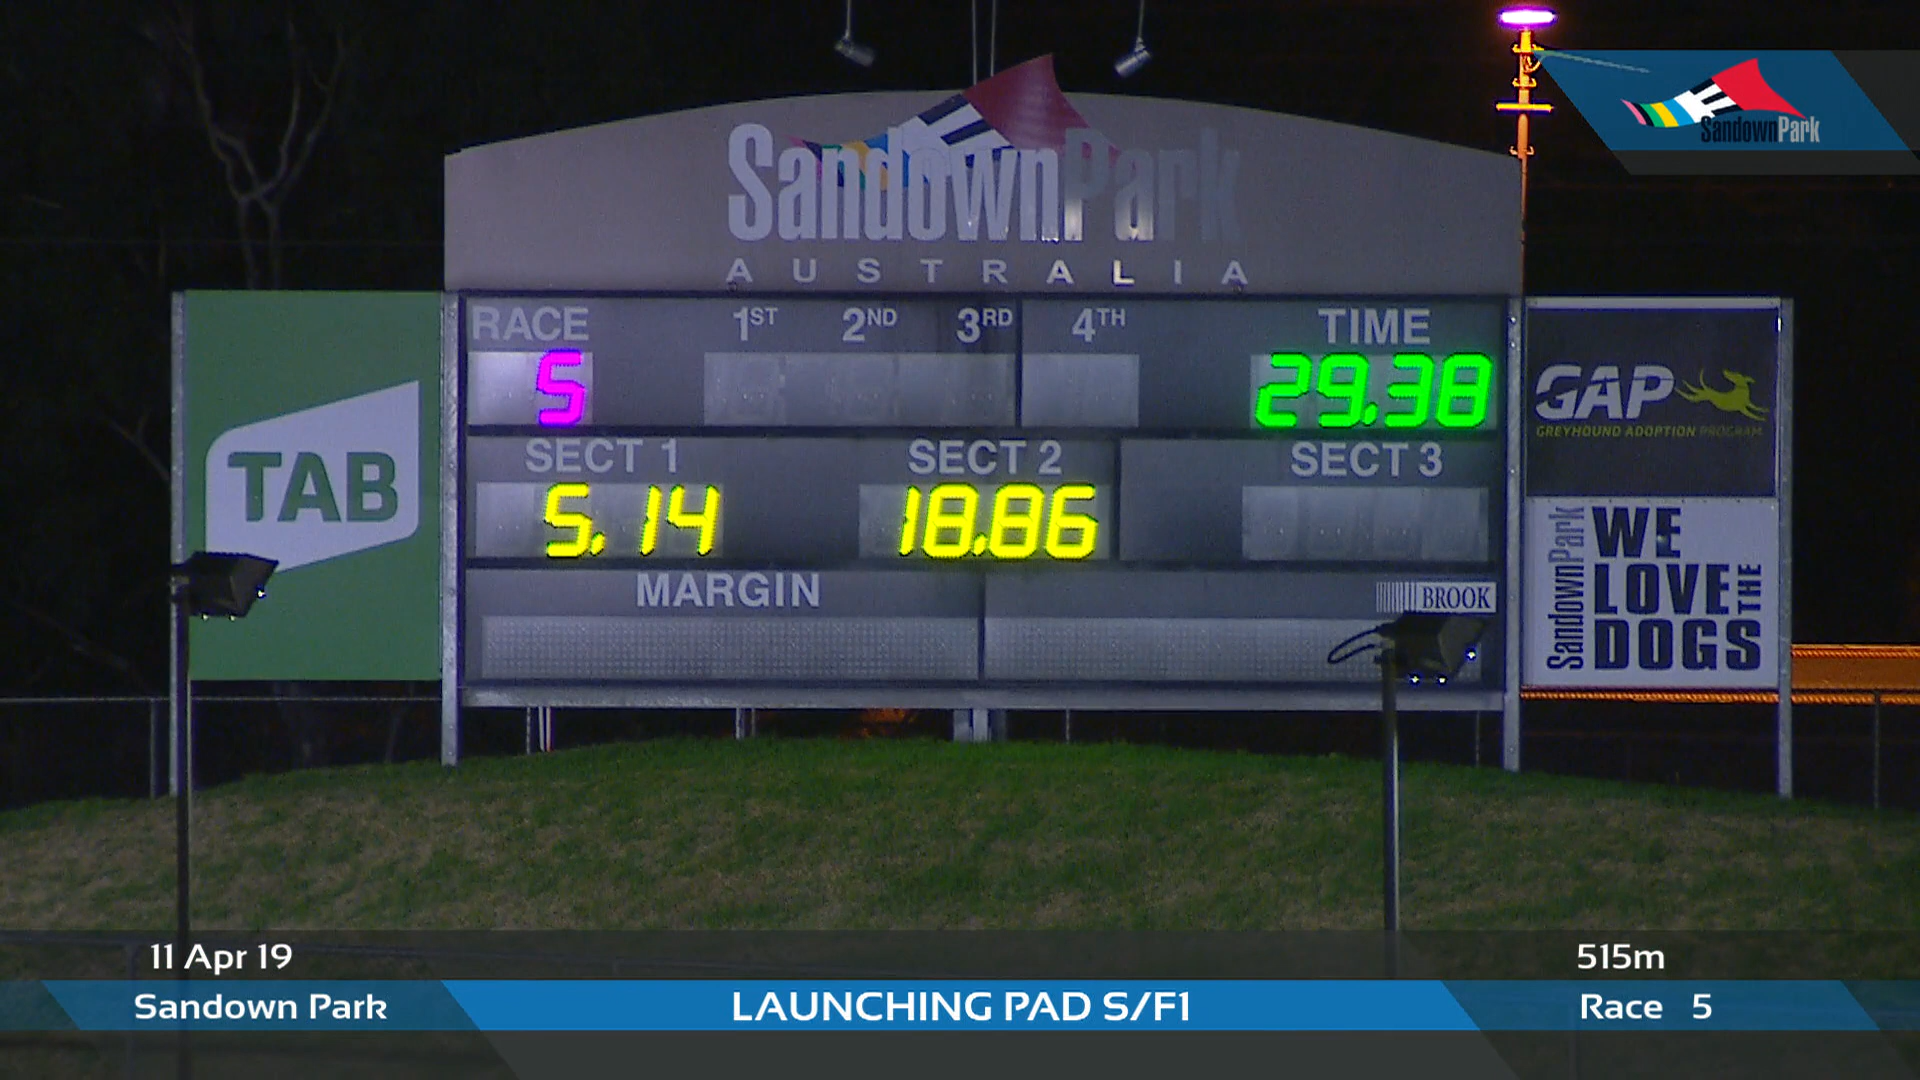 SandownPark
SandownPark
AUSTRALIA
RACE 1ST 2ND 3RD 4TH TIME
5 29.38
SECT 1 SECT 2 SECT 3
5.14 18.86
MARGIN
BROOK
TAB
GAP
GREYHOUND ADOPTION PROGRAM
SandownPark
WE
LOVE THE
DOGS
11 Apr 19 515m
Sandown Park LAUNCHING PAD S/F1 Race 5